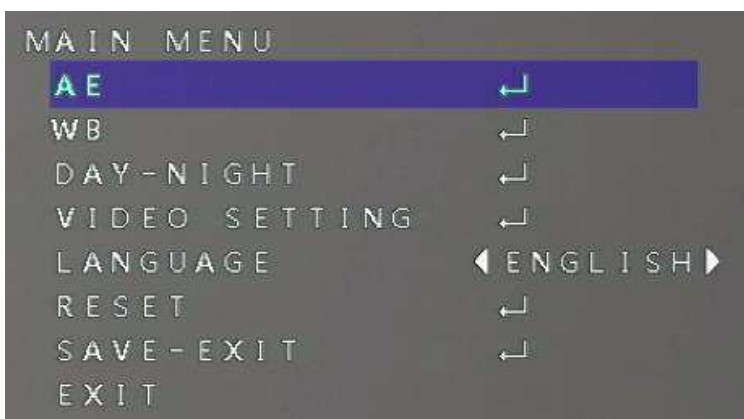 MAIN MENU
AE ↵
WB ↵
DAY-NIGHT ↵
VIDEO SETTING ↵
LANGUAGE ◀ENGLISH▶
RESET ↵
SAVE-EXIT ↵
EXIT